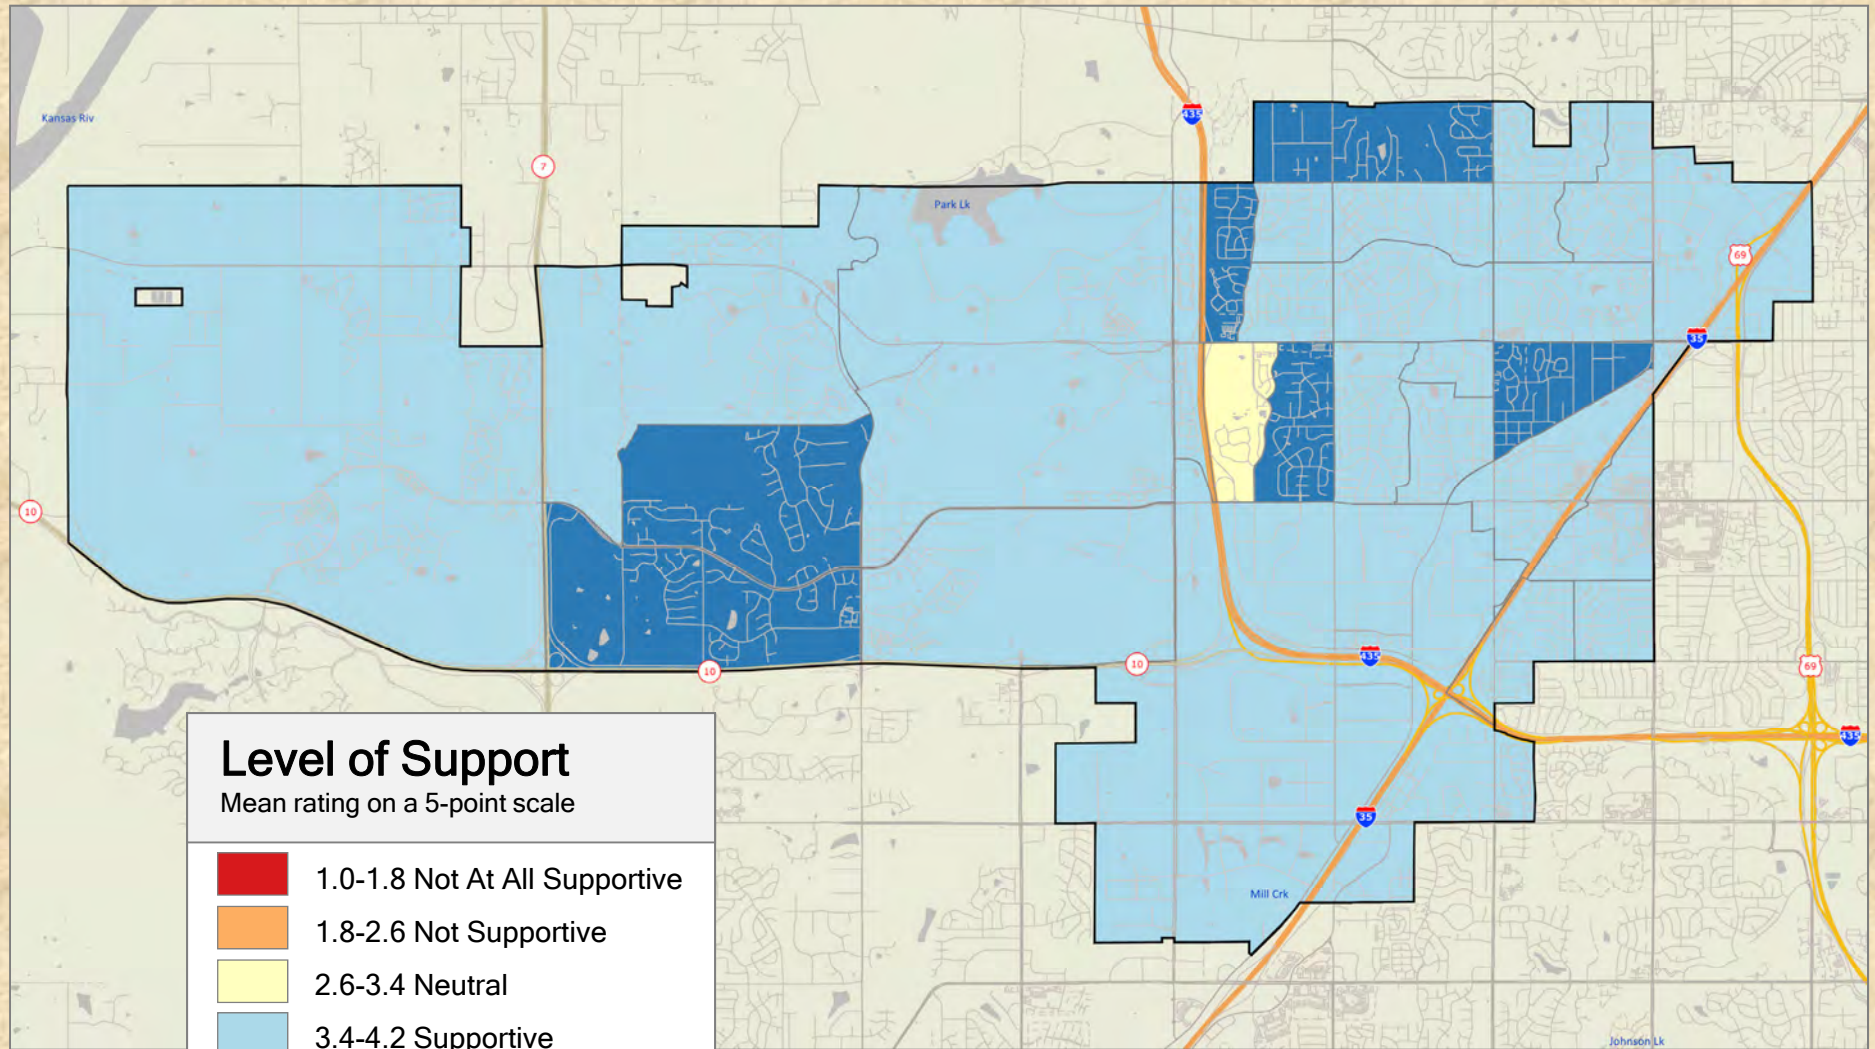 Kansas Riv
435
7
Park Lk
69
35
10
10
10
435
69
435
35
Mill Crk
Johnson Lk
Level of Support
Mean rating on a 5-point scale
1.0-1.8 Not At All Supportive
1.8-2.6 Not Supportive
2.6-3.4 Neutral
3.4-4.2 Supportive